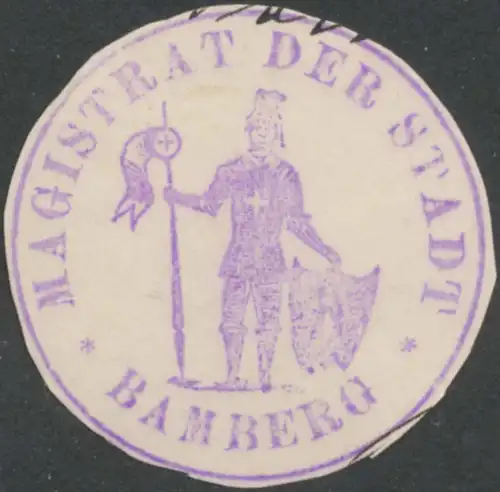 MAGISTRAT DER STADT
* BAMBERG *